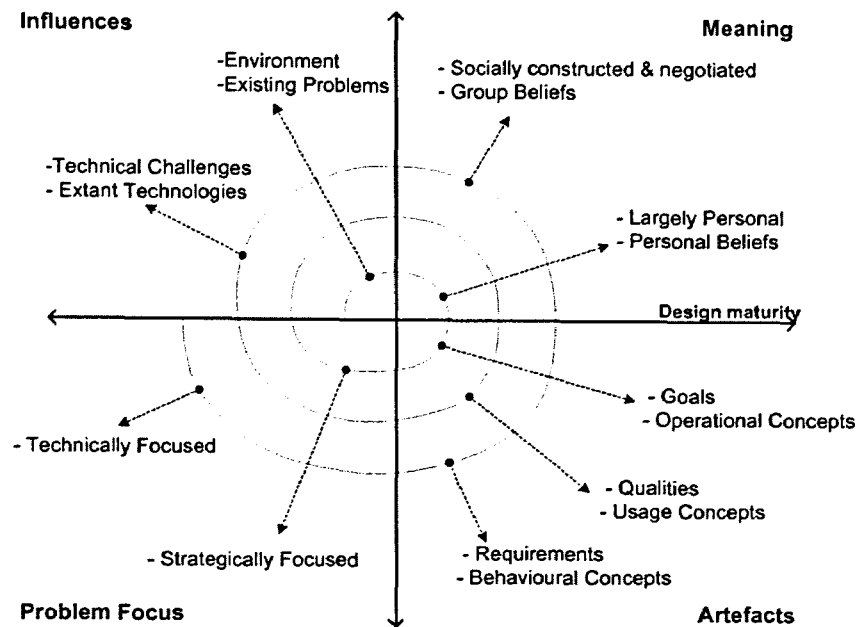 Influences
Meaning
-Environment
-Existing Problems
- Socially constructed & negotiated
- Group Beliefs
-Technical Challenges
- Extant Technologies
- Largely Personal
- Personal Beliefs
Design maturity
- Goals
- Operational Concepts
- Technically Focused
- Qualities
- Usage Concepts
- Strategically Focused
- Requirements
- Behavioural Concepts
Problem Focus
Artefacts